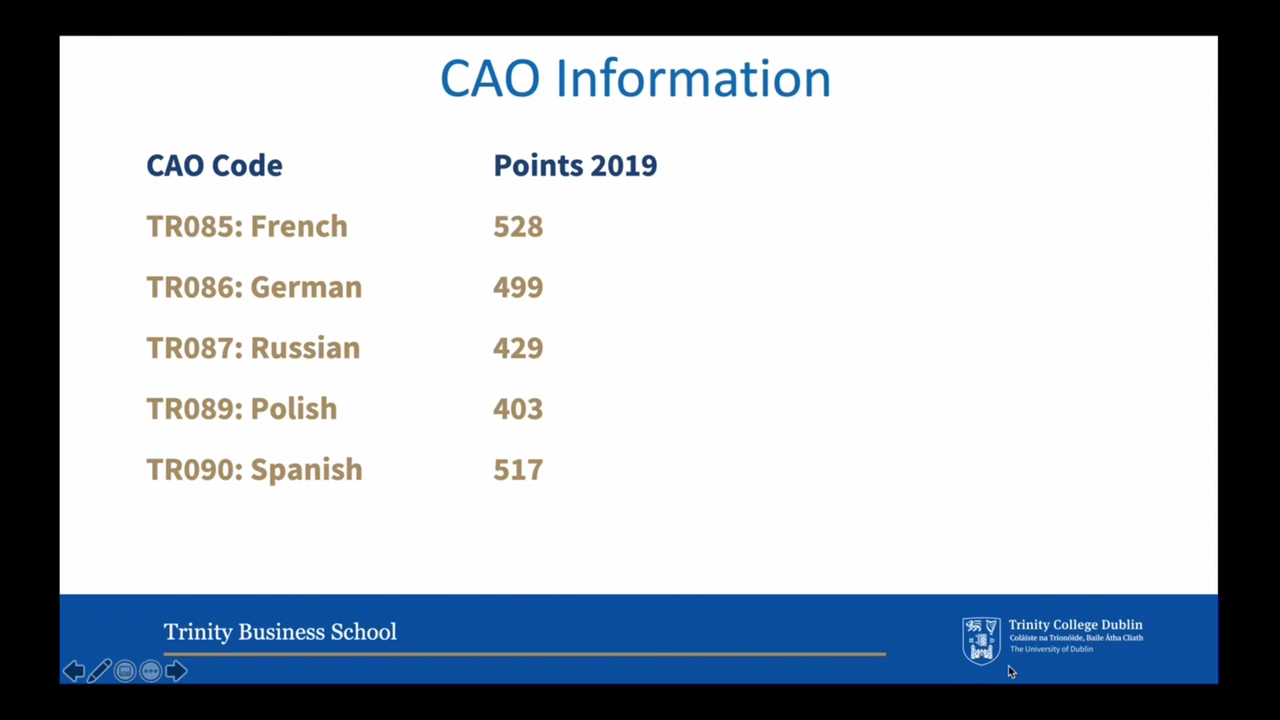 CAO Information
CAO Code Points 2019
TR085: French 528
TR086: German 499
TR087: Russian 429
TR089: Polish 403
TR090: Spanish 517
Trinity Business School
Trinity College Dublin
Coláiste na Tríonóide, Baile Átha Cliath
The University of Dublin